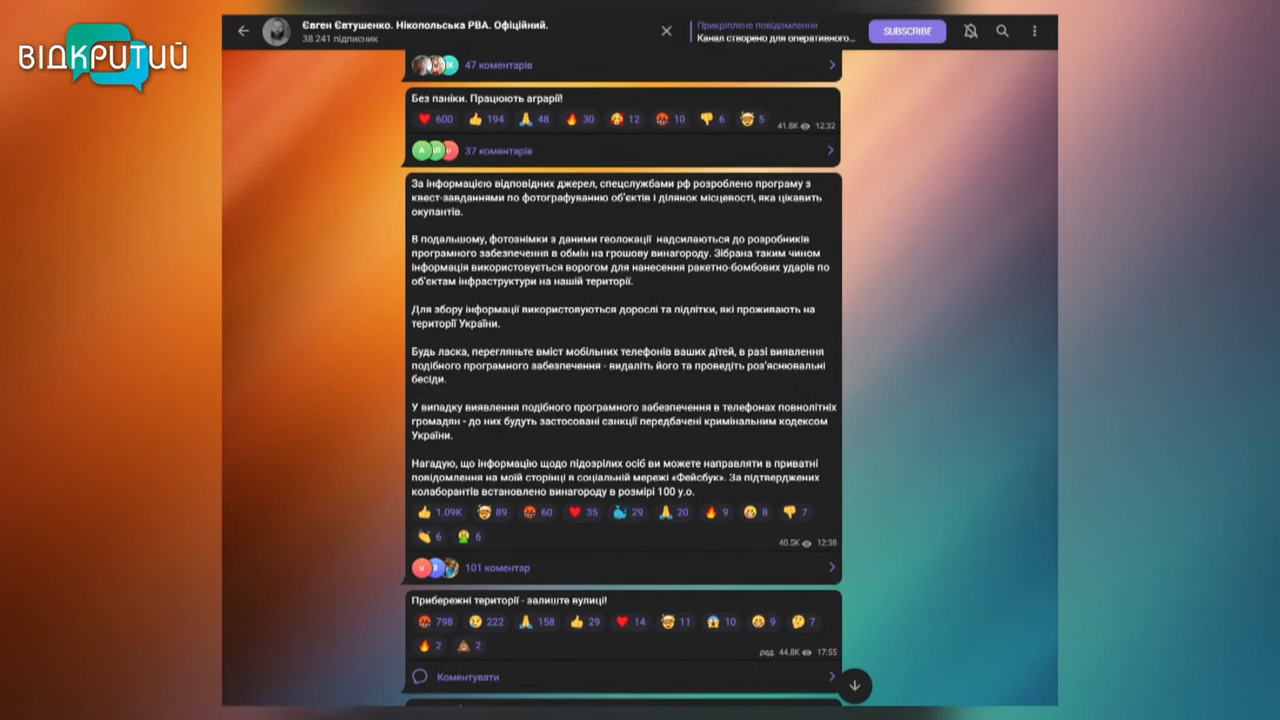 ВІДКРИТИЙ
Євген Євтушенко. Нікопольська РВА. Офіційний.
38 241 підписник
Прикріплене повідомлення
Канал створено для оперативного...
SUBSCRIBE
47 коментарів
Без паніки. Працюють аграрії!
600 194 48 30 12 10 6 5
41.8K 12:32
37 коментарів
За інформацією відповідних джерел, спецслужбами рф розроблено програму з
квест-завданнями по фотографуванню об'єктів і ділянок місцевості, яка цікавить
окупантів.
В подальшому, фотознімки з даними геолокації надсилаються до розробників
програмного забезпечення в обмін на грошову винагороду. Зібрана таким чином
інформація використовується ворогом для нанесення ракетно-бомбових ударів по
об'єктам інфраструктури на нашій території.
Для збору інформації використовуються дорослі та підлітки, які проживають на
території України.
Будь ласка, перегляньте вміст мобільних телефонів ваших дітей, в разі виявлення
подібного програмного забезпечення - видаліть його та проведіть роз'яснювальні
бесіди.
У випадку виявлення подібного програмного забезпечення в телефонах повнолітніх
громадян - до них будуть застосовані санкції передбачені кримінальним кодексом
України.
Нагадую, що інформацію щодо підозрілих осіб ви можете направляти в приватні
повідомлення на моїй сторінці в соціальній мережі «Фейсбук». За підтверджених
колаборантів встановлено винагороду в розмірі 100 у.о.
1.09K 89 60 35 29 20 9 8 7
6 6
40.5K 12:38
101 коментар
Прибережні території - залиште вулиці!
798 222 158 29 14 11 10 9 7
2 2
ред. 44.8K 17:55
Коментувати